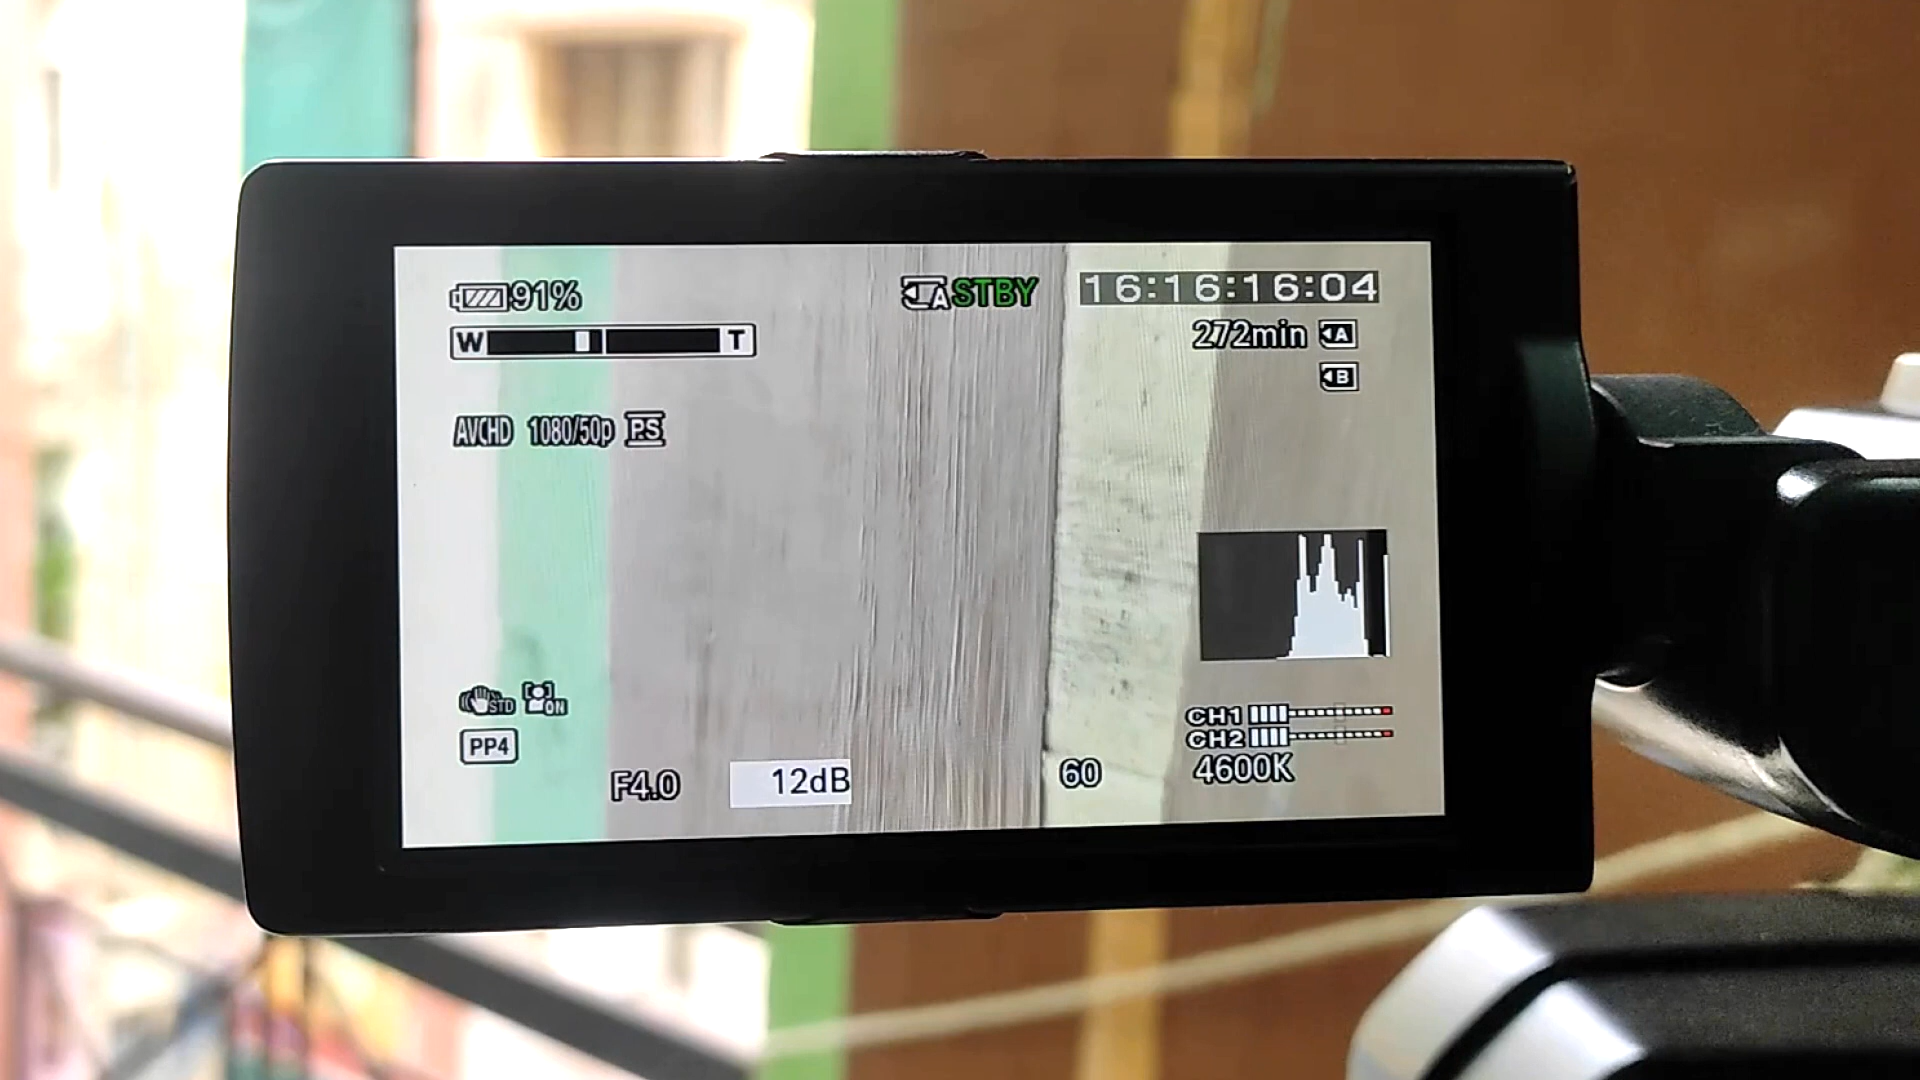 91% A STBY 16:16:16:04
W T
272min A
B
AVCHD 1080/50p PS
STD ON
PP4
CH1
CH2
F4.0 12dB 60 4600K